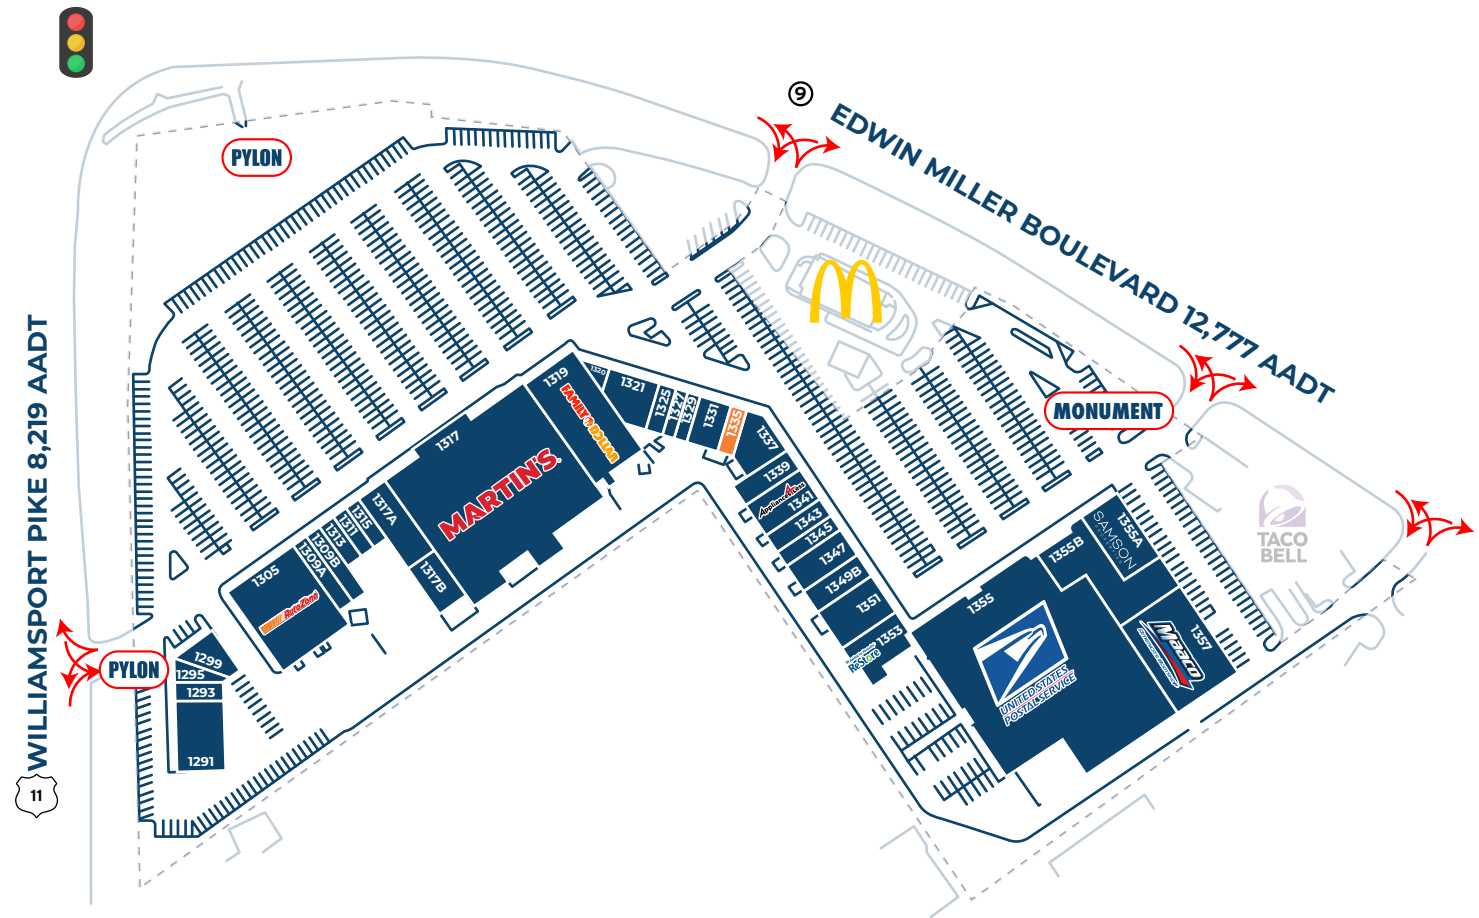 9
EDWIN MILLER BOULEVARD 12,777 AADT
PYLON
WILLIAMSPORT PIKE 8,219 AADT
11
PYLON
MONUMENT
TACO
BELL
1319
FAMILY DOLLAR
1320
1321
1325
1327
1329
1331
1335
1337
1339
1317
MARTIN'S
1317A
1317B
1315
1311
1313
1309B
1309A
1305
AutoZone
1299
1295
1293
1291
1341
1343
1345
1347
1349B
1351
1353
ReStore
1355
UNITED STATES
POSTAL SERVICE
1355B
1355A
SAMSON
1357
Maaco